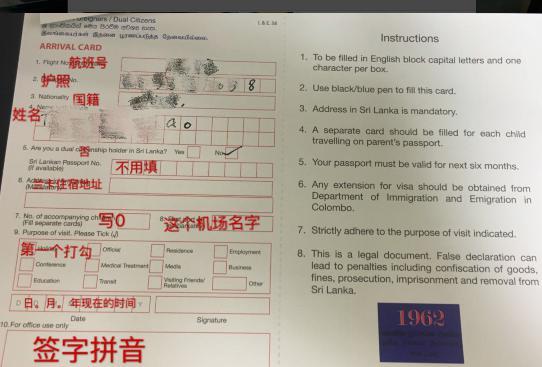 Foreigners / Dual Citizens
I. & E. 36
ARRIVAL CARD
1. Flight No 航班号
2. 护照 No. 0 8
3. Nationality 国籍
姓名
a o
5. Are you a dual citizenship holder in Sri Lanka? Yes No
否
Sri Lankan Passport No.
(If available)
不用填
住宿地址
7. No. of accompanying
(Fill separate cards)
写0
这个机场名字
9. Purpose of visit. Please Tick (√)
第一个打勾
Official
Residence
Employment
Conference
Medical Treatment
Media
Business
Education
Transit
Visiting Friends/
Relatives
Other
日。月。年现在的时间
Date
Signature
10. For office use only
签字拼音
Instructions
1. To be filled in English block capital letters and one
character per box.
2. Use black/blue pen to fill this card.
3. Address in Sri Lanka is mandatory.
4. A separate card should be filled for each child
travelling on parent's passport.
5. Your passport must be valid for next six months.
6. Any extension for visa should be obtained from
Department of Immigration and Emigration in
Colombo.
7. Strictly adhere to the purpose of visit indicated.
8. This is a legal document. False declaration can
lead to penalties including confiscation of goods,
fines, prosecution, imprisonment and removal from
Sri Lanka.
1962